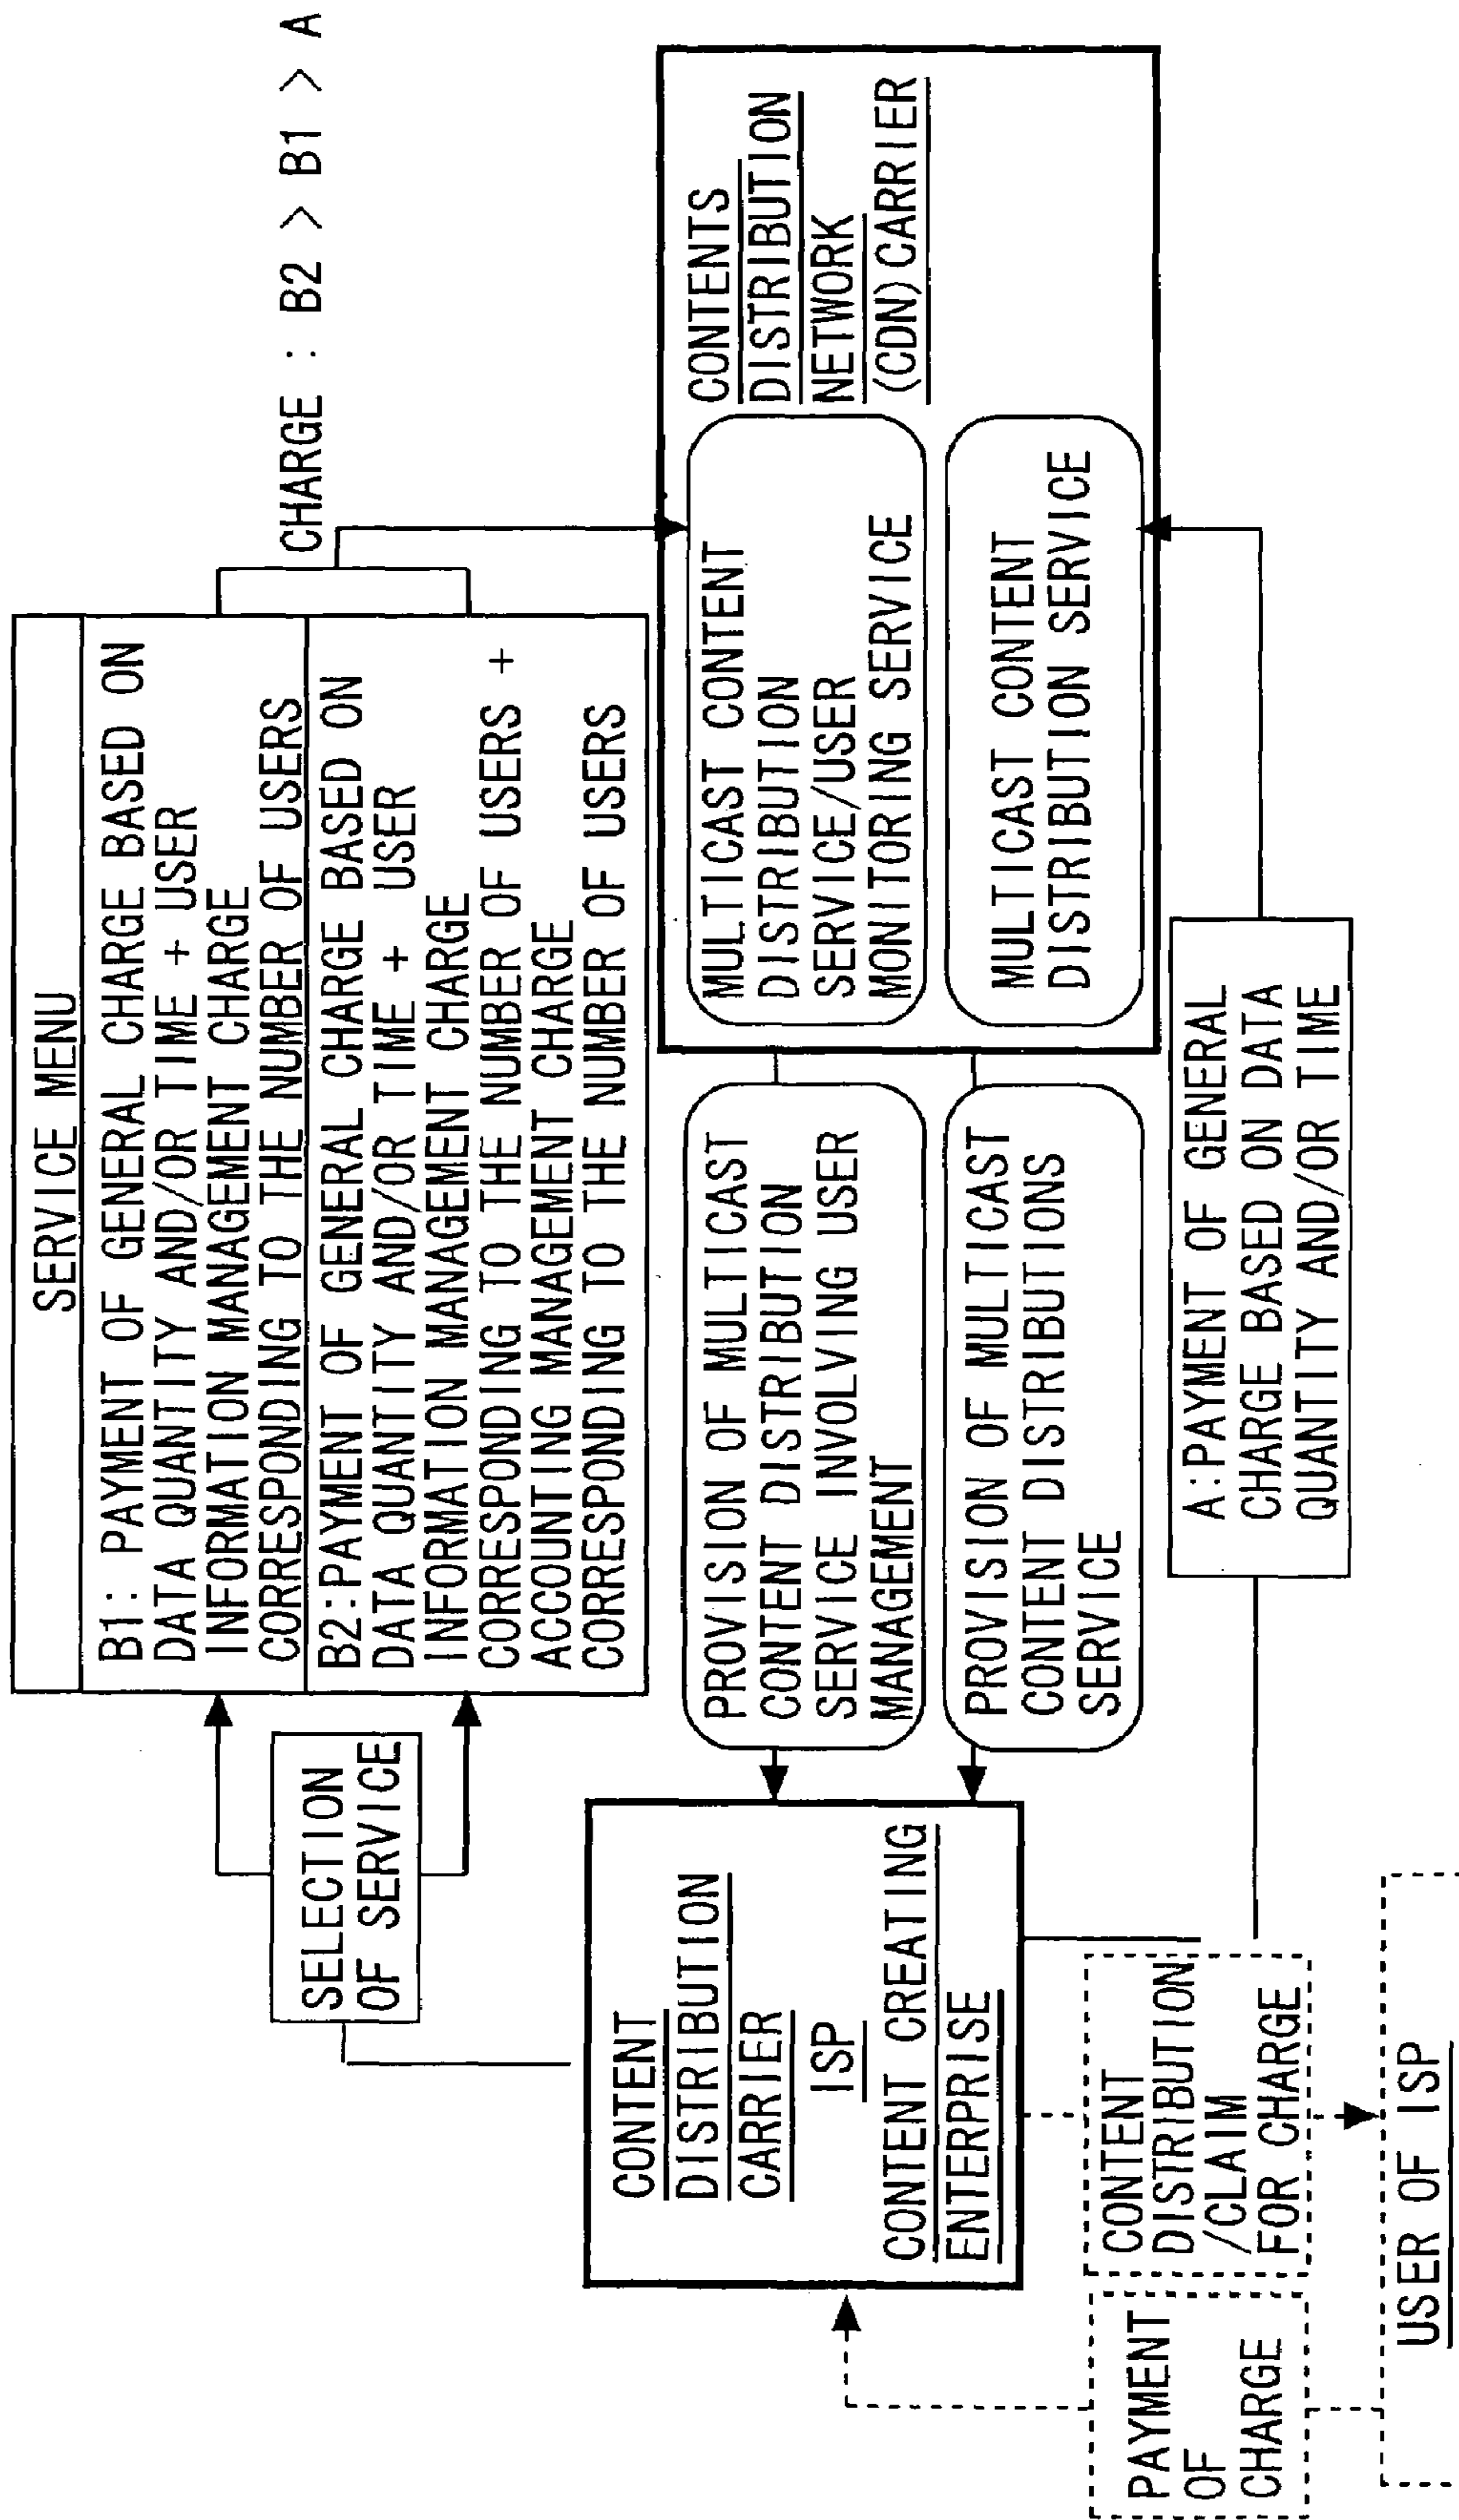 SERVICE MENU
B1: PAYMENT OF GENERAL CHARGE BASED ON
DATA QUANTITY AND/OR TIME + USER
INFORMATION MANAGEMENT CHARGE
CORRESPONDING TO THE NUMBER OF USERS
B2:PAYMENT OF GENERAL CHARGE BASED ON
DATA QUANTITY AND/OR TIME + USER
INFORMATION MANAGEMENT CHARGE
CORRESPONDING TO THE NUMBER OF USERS +
ACCOUNTING MANAGEMENT CHARGE
CORRESPONDING TO THE NUMBER OF USERS
CHARGE : B2 > B1 > A
SELECTION
OF SERVICE
CONTENT
DISTRIBUTION
CARRIER
ISP
CONTENT CREATING
ENTERPRISE
PROVISION OF MULTICAST
CONTENT DISTRIBUTION
SERVICE INVOLVING USER
MANAGEMENT
PROVISION OF MULTICAST
CONTENT DISTRIBUTIONS
SERVICE
MULTICAST CONTENT
DISTRIBUTION
SERVICE/USER
MONITORING SERVICE
MULTICAST CONTENT
DISTRIBUTION SERVICE
CONTENTS
DISTRIBUTION
NETWORK
(CDN)CARRIER
A:PAYMENT OF GENERAL
CHARGE BASED ON DATA
QUANTITY AND/OR TIME
PAYMENT
OF
CHARGE
CONTENT
DISTRIBUTION
/CLAIM
FOR CHARGE
USER OF ISP